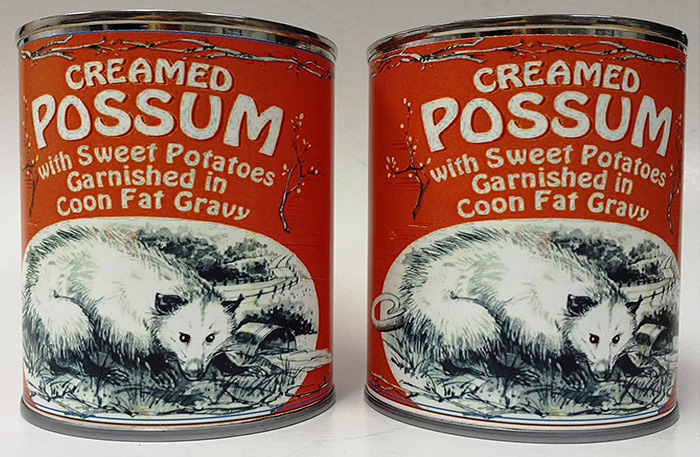 CREAMED
POSSUM
with Sweet Potatoes
Garnished in
Coon Fat Gravy
CREAMED
POSSUM
with Sweet Potatoes
Garnished in
Coon Fat Gravy